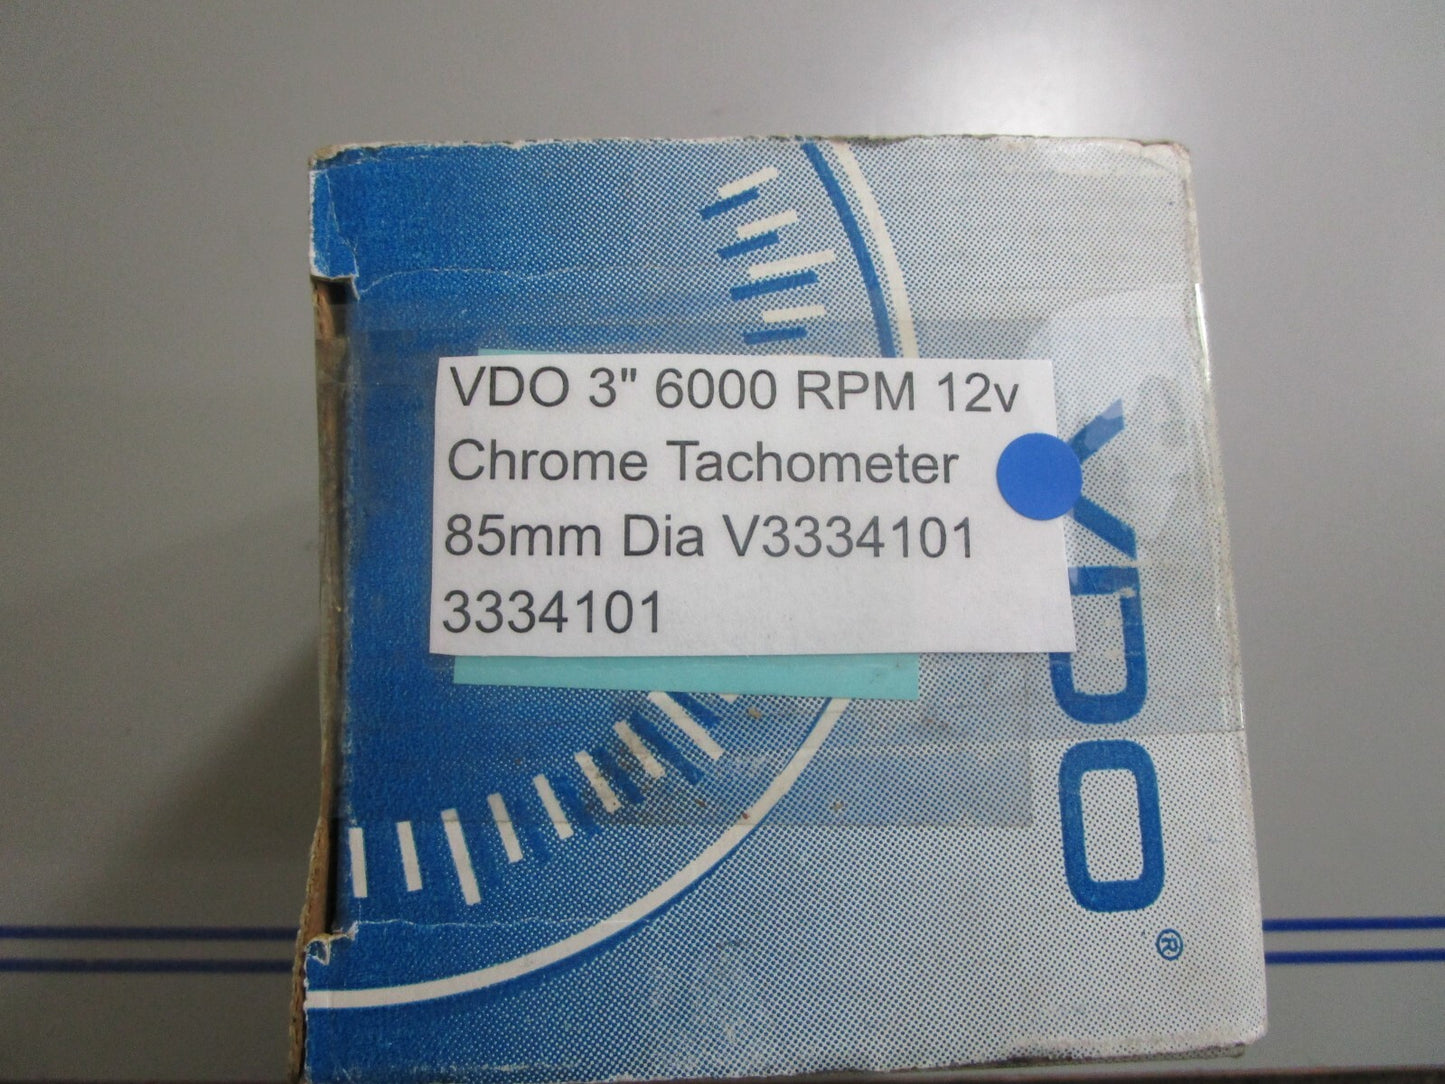 VDO 3" 6000 RPM 12v
Chrome Tachometer
85mm Dia V3334101
3334101
VDO®